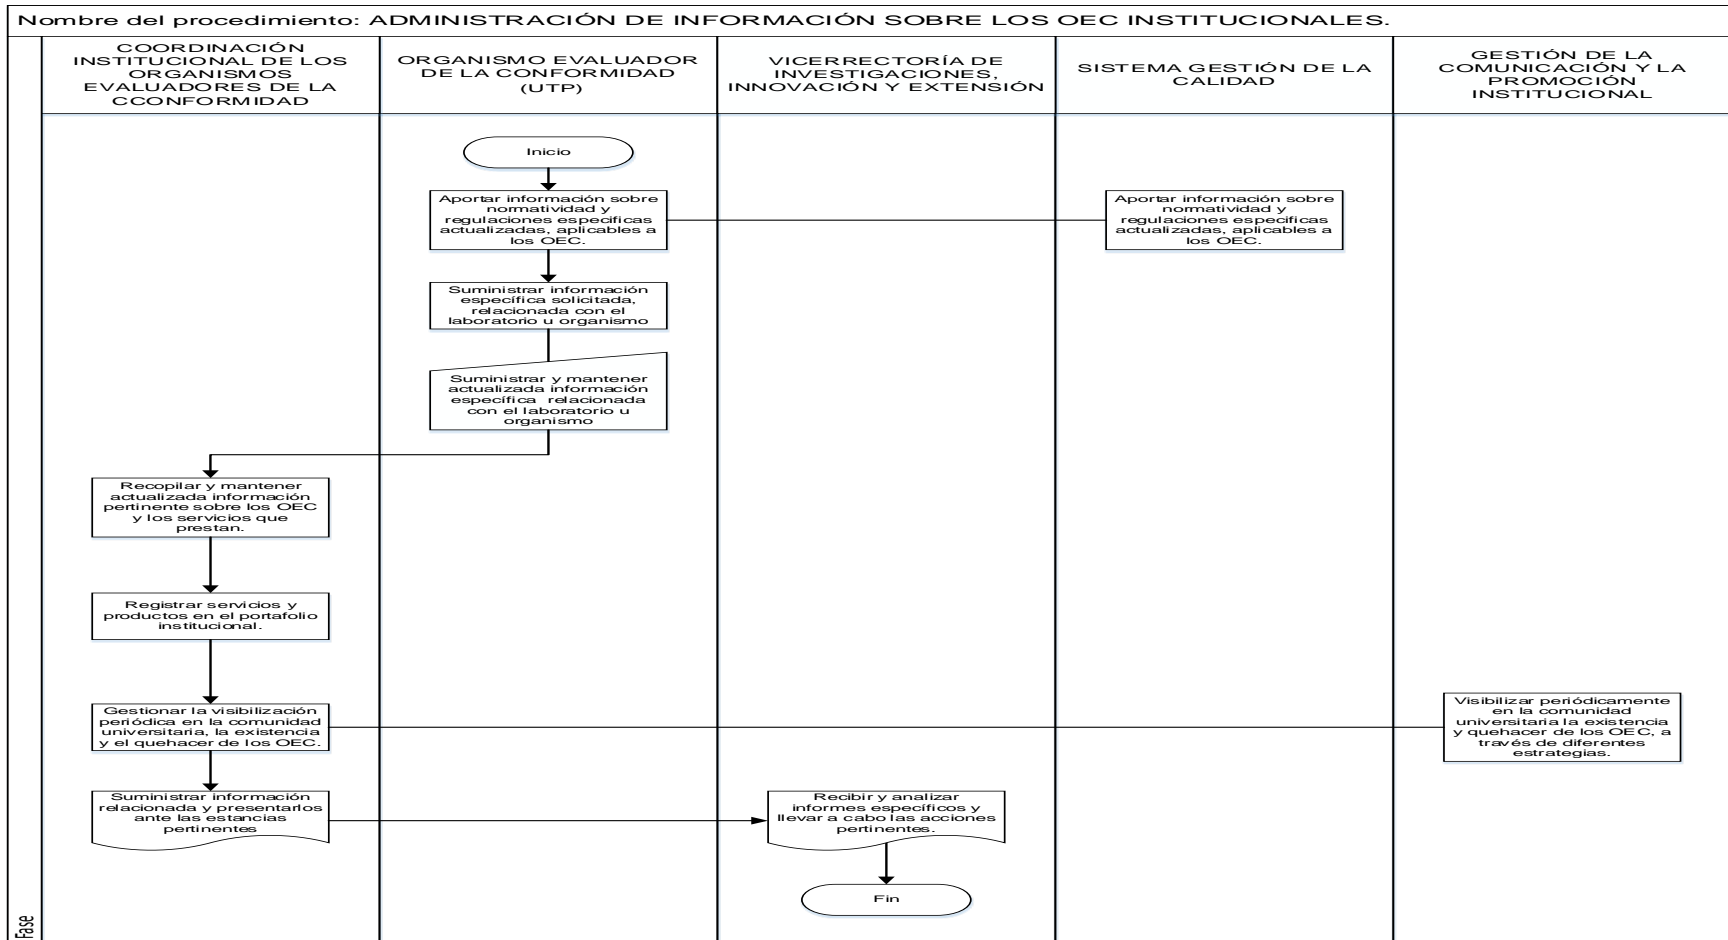 Nombre del procedimiento: ADMINISTRACIÓN DE INFORMACIÓN SOBRE LOS OEC INSTITUCIONALES.
COORDINACIÓN
INSTITUCIONAL DE LOS
ORGANISMOS
EVALUADORES DE LA
CCONFORMIDAD
ORGANISMO EVALUADOR
DE LA CONFORMIDAD
(UTP)
VICERRECTORÍA DE
INVESTIGACIONES,
INNOVACIÓN Y EXTENSIÓN
SISTEMA GESTIÓN DE LA
CALIDAD
GESTIÓN DE LA
COMUNICACIÓN Y LA
PROMOCIÓN
INSTITUCIONAL
Inicio
Aportar información sobre
normatividad y
regulaciones especificas
actualizadas, aplicables a
los OEC.
Aportar información sobre
normatividad y
regulaciones especificas
actualizadas, aplicables a
los OEC.
Suministrar información
específica solicitada,
relacionada con el
laboratorio u organismo
Suministrar y mantener
actualizada información
específica relacionada
con el laboratorio u
organismo
Recopilar y mantener
actualizada información
pertinente sobre los OEC
y los servicios que
prestan.
Registrar servicios y
productos en el portafolio
institucional.
Gestionar la visibilización
periódica en la comunidad
universitaria, la existencia
y el quehacer de los OEC.
Visibilizar periódicamente
en la comunidad
universitaria la existencia
y quehacer de los OEC, a
través de diferentes
estrategias.
Suministrar información
relacionada y presentarlos
ante las estancias
pertinentes
Recibir y analizar
informes específicos y
llevar a cabo las acciones
pertinentes.
Fin
Fase